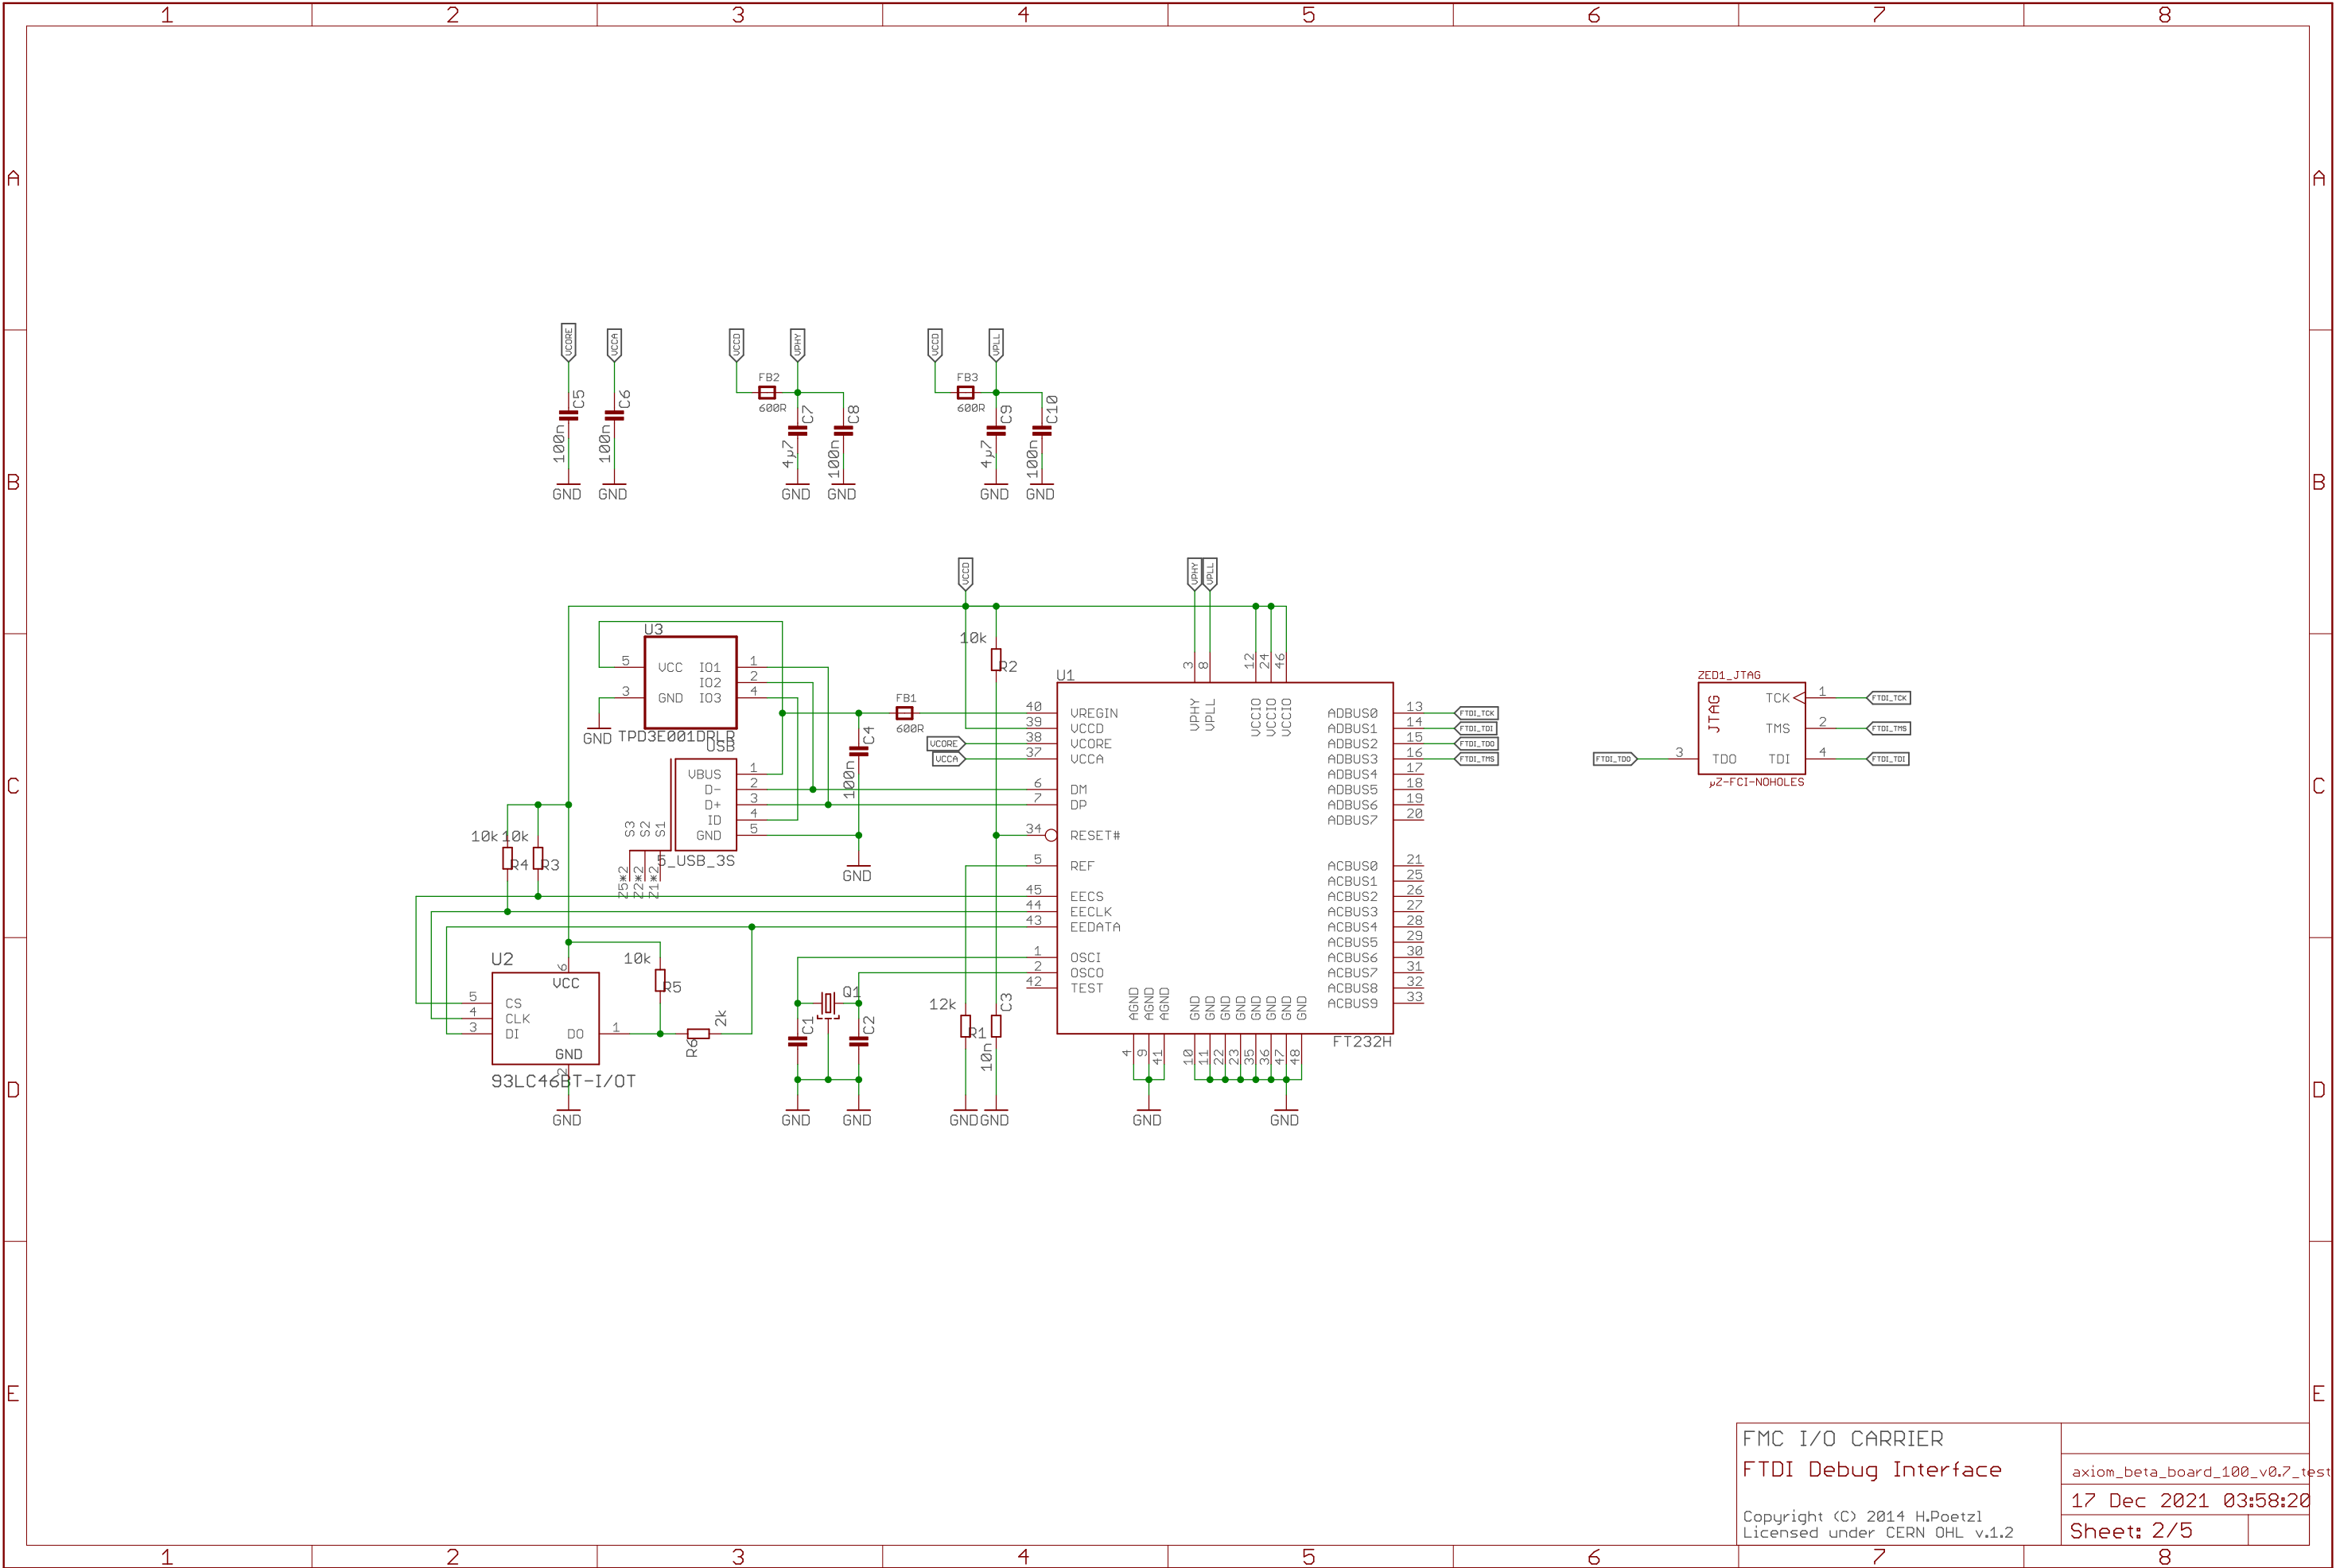 1 2 3 4 5 6 7 8
A A
VCORE VCCA VCCD VPHY VCCD VPLL
FB2 FB3
600R 600R
C5 C6 C7 C8 C9 C10
100n 100n 4µ7 100n 4µ7 100n
B B
GND GND GND GND GND GND
VCCD VPHY VPLL
U3
5 VCC IO1 1
IO2 2
3 GND IO3 4
GND TPD3E001DRLR
USB
VBUS 1
D- 2
D+ 3
ID 4
GND 5
S3 S2 S1
5_USB_3S
Z5*2 Z2*2 Z1*2
FB1
600R
C4
100n
GND
VCORE
VCCA
10k
R2
10k 10k
R4 R3
U1
3 8 12 24 46
VPHY VPLL VCCIO VCCIO VCCIO
40 VREGIN
39 VCCD
38 VCORE
37 VCCA
6 DM
7 DP
34 RESET#
5 REF
45 EECS
44 EECLK
43 EEDATA
1 OSCI
2 OSCO
42 TEST
ADBUS0 13 FTDI_TCK
ADBUS1 14 FTDI_TDI
ADBUS2 15 FTDI_TDO
ADBUS3 16 FTDI_TMS
ADBUS4 17
ADBUS5 18
ADBUS6 19
ADBUS7 20
ACBUS0 21
ACBUS1 25
ACBUS2 26
ACBUS3 27
ACBUS4 28
ACBUS5 29
ACBUS6 30
ACBUS7 31
ACBUS8 32
ACBUS9 33
AGND AGND AGND GND GND GND GND GND GND GND GND
FT232H
4 9 41 10 11 22 23 35 36 47 48
GND GND
ZED1_JTAG
JTAG
TCK 1 FTDI_TCK
TMS 2 FTDI_TMS
FTDI_TDO 3 TDO TDI 4 FTDI_TDI
µZ-FCI-NOHOLES
C C
U2
6
VCC
5 CS
4 CLK
3 DI DO 1
GND
2
93LC46BT-I/OT
GND
10k
R5
2k
R6
Q1
C1 C2
GND GND
12k
R1
C3
10n
GND GND
D D
E E
FMC I/O CARRIER
FTDI Debug Interface
Copyright (C) 2014 H.Poetzl
Licensed under CERN OHL v.1.2
axiom_beta_board_100_v0.7_test
17 Dec 2021 03:58:20
Sheet: 2/5
1 2 3 4 5 6 7 8